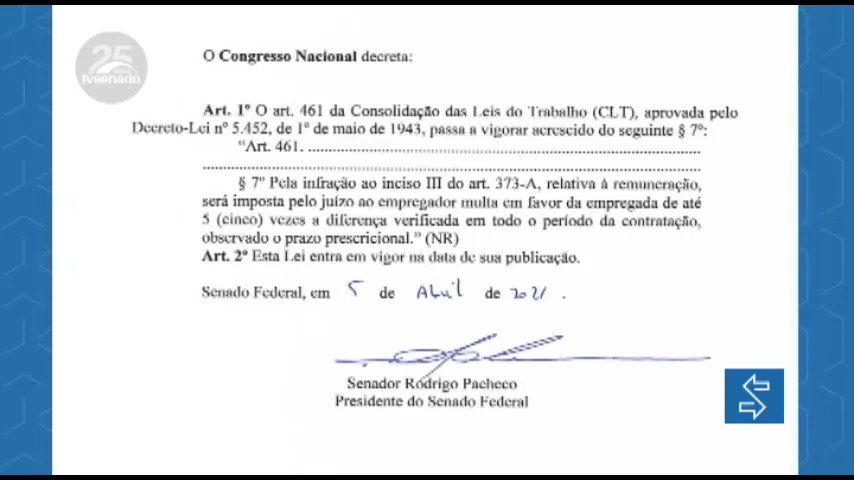 25
anos
tvsenado
O Congresso Nacional decreta:
Art. 1º O art. 461 da Consolidação das Leis do Trabalho (CLT), aprovada pelo
Decreto-Lei nº 5.452, de 1º de maio de 1943, passa a vigorar acrescido do seguinte § 7º:
“Art. 461. ................................................................................
................................................................................................
§ 7º Pela infração ao inciso III do art. 373-A, relativa à remuneração,
será imposta pelo juízo ao empregador multa em favor da empregada de até
5 (cinco) vezes a diferença verificada em todo o período da contratação,
observado o prazo prescricional.” (NR)
Art. 2º Esta Lei entra em vigor na data de sua publicação.
Senado Federal, em 5 de Abril de 2021.
Senador Rodrigo Pacheco
Presidente do Senado Federal